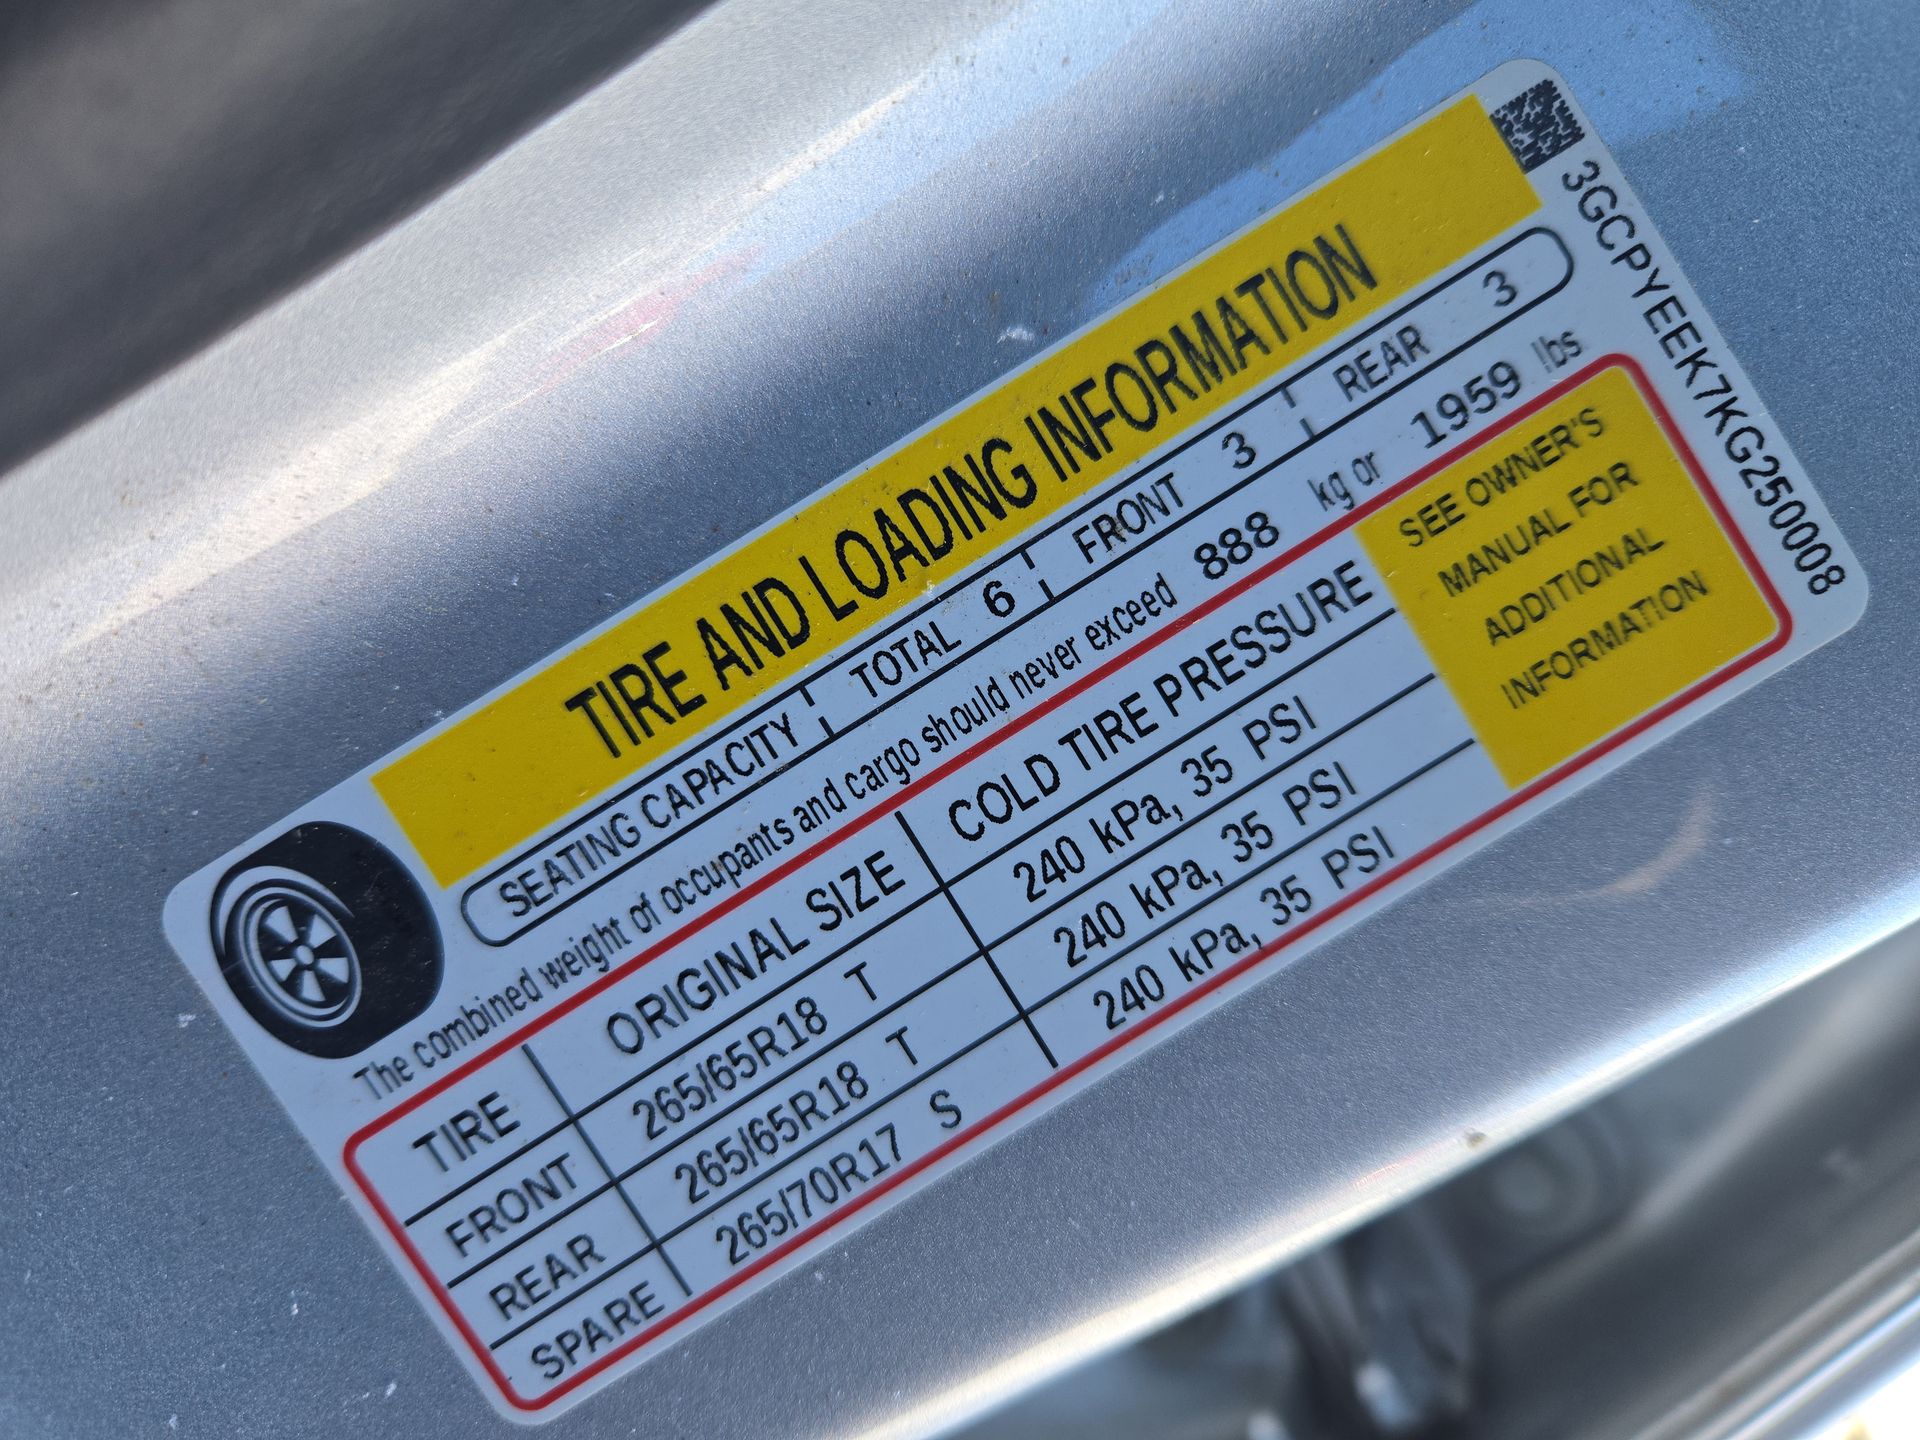 TIRE AND LOADING INFORMATION
SEATING CAPACITY TOTAL 6 FRONT 3 REAR 3
The combined weight of occupants and cargo should never exceed 888 kg or 1959 lbs
TIRE ORIGINAL SIZE COLD TIRE PRESSURE
FRONT 265/65R18 T 240 kPa, 35 PSI
REAR 265/65R18 T 240 kPa, 35 PSI
SPARE 265/70R17 S 240 kPa, 35 PSI
SEE OWNER'S
MANUAL FOR
ADDITIONAL
INFORMATION
3GCPYEEK7KG250008